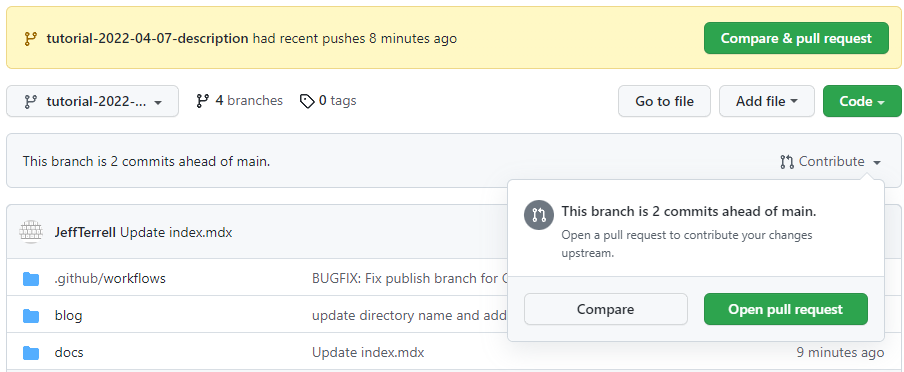 tutorial-2022-04-07-description had recent pushes 8 minutes ago
Compare & pull request
tutorial-2022-...
4 branches
0 tags
Go to file
Add file
Code
This branch is 2 commits ahead of main.
Contribute
This branch is 2 commits ahead of main.
Open a pull request to contribute your changes
upstream.
Compare
Open pull request
JeffTerrell Update index.mdx
.github/workflows
BUGFIX: Fix publish branch for
blog
update directory name and add
docs
Update index.mdx
9 minutes ago